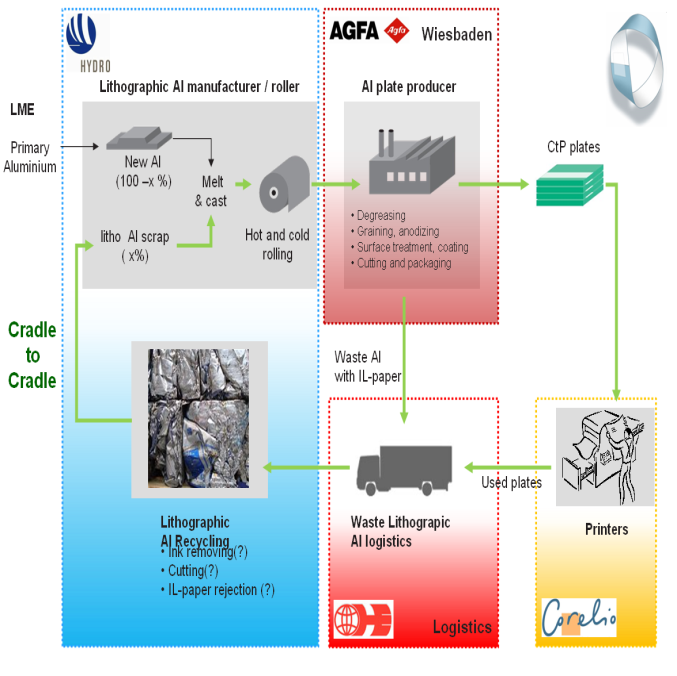 HYDRO
AGFA
Agfa
Wiesbaden
Lithographic Al manufacturer / roller
Al plate producer
LME
Primary
Aluminium
New Al
(100 –x %)
Melt
& cast
litho Al scrap
( x%)
Hot and cold
rolling
• Degreasing
• Graining, anodizing
• Surface treatment, coating
• Cutting and packaging
CtP plates
Cradle
to
Cradle
Waste Al
with IL-paper
Used plates
Lithographic
Al Recycling
• Ink removing(?)
• Cutting(?)
• IL-paper rejection (?)
Waste Lithograpic
Al logistics
Logistics
Printers
Corelio